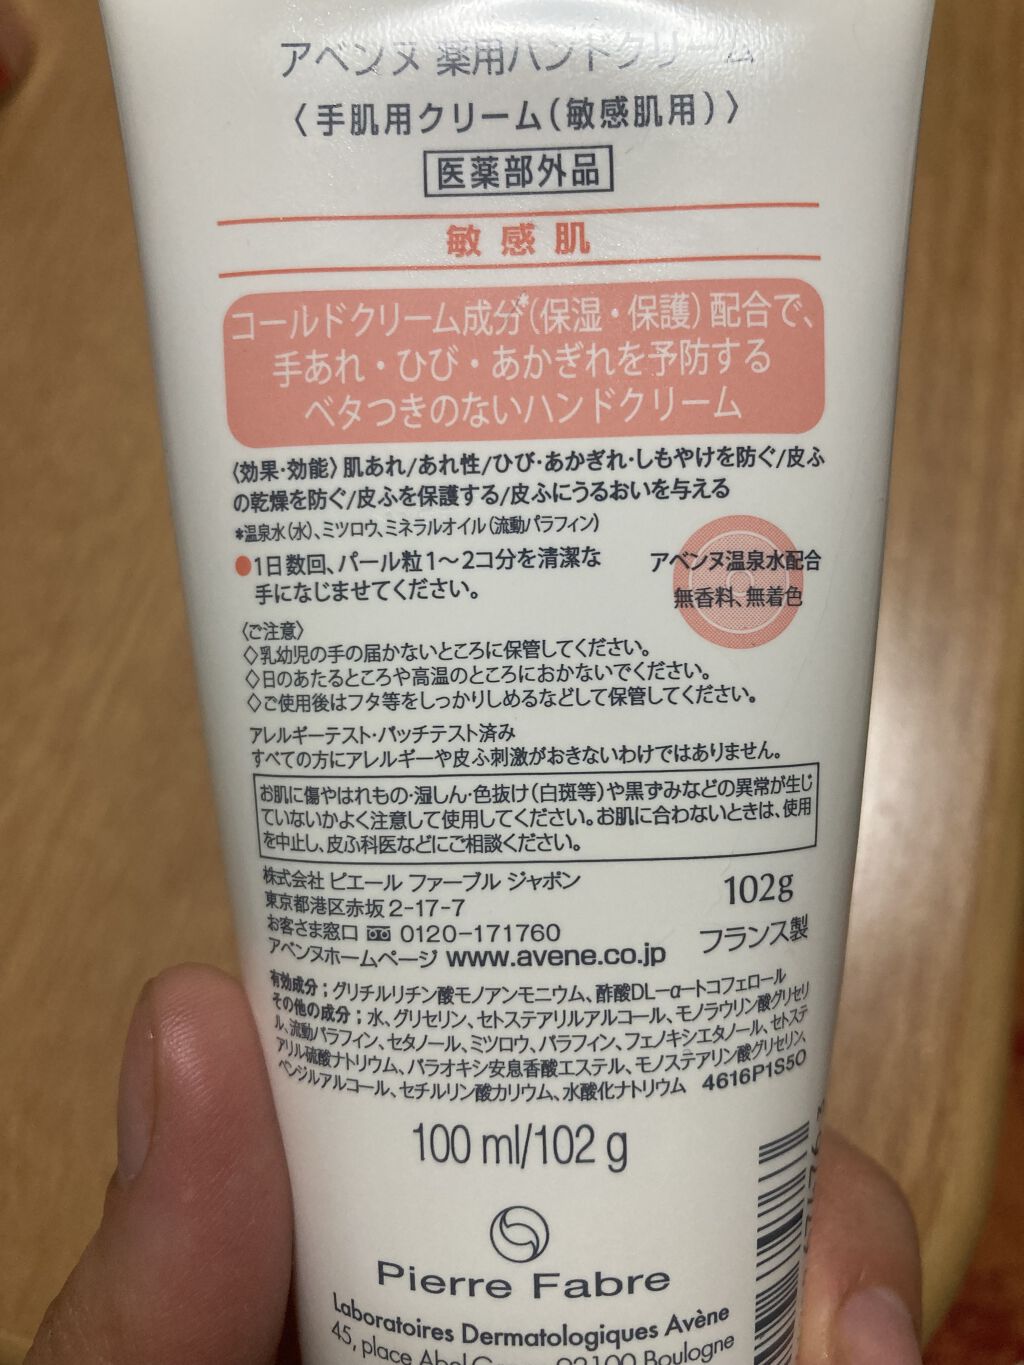 アベンヌ 薬用ハンドクリーム
〈手肌用クリーム(敏感肌用)〉
医薬部外品
敏感肌
コールドクリーム成分*(保湿・保護)配合で、
手あれ・ひび・あかぎれを予防する
ベタつきのないハンドクリーム
〈効果・効能〉肌あれ/あれ性/ひび・あかぎれ・しもやけを防ぐ/皮ふ
の乾燥を防ぐ/皮ふを保護する/皮ふにうるおいを与える
*温泉水(水)、ミツロウ、ミネラルオイル(流動パラフィン)
●1日数回、パール粒1～2コ分を清潔な
手になじませてください。
アベンヌ温泉水配合
無香料、無着色
〈ご注意〉
◇乳幼児の手の届かないところに保管してください。
◇日のあたるところや高温のところにおかないでください。
◇ご使用後はフタ等をしっかりしめるなどして保管してください。
アレルギーテスト・パッチテスト済み
すべての方にアレルギーや皮ふ刺激がおきないわけではありません。
お肌に傷やはれもの・湿しん・色抜け(白斑等)や黒ずみなどの異常が生じ
ていないかよく注意して使用してください。お肌に合わないときは、使用
を中止し、皮ふ科医などにご相談ください。
株式会社 ピエール ファーブル ジャポン
東京都港区赤坂2-17-7
お客さま窓口 0120-171760
アベンヌホームページ www.avene.co.jp
102g
フランス製
有効成分；グリチルリチン酸モノアンモニウム、酢酸DL-α-トコフェロール
その他の成分；水、グリセリン、セトステアリルアルコール、モノラウリン酸グリセリ
ル、流動パラフィン、セタノール、ミツロウ、パラフィン、フェノキシエタノール、セトステ
アリル硫酸ナトリウム、パラオキシ安息香酸エステル、モノステアリン酸グリセリン、
ベンジルアルコール、セチルリン酸カリウム、水酸化ナトリウム 4616P1S50
100 ml/102 g
Pierre Fabre
Laboratoires Dermatologiques Avène
45, place Abel 92100 Boulogne